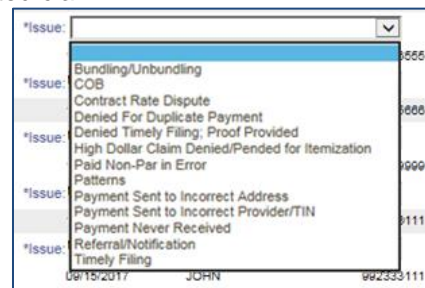 *Issue:
5555
Bundling/Unbundling
*Issue: COB
Contract Rate Dispute
Denied For Duplicate Payment
*Issue: Denied Timely Filing; Proof Provided
High Dollar Claim Denied/Pended for Itemization
Paid Non-Par in Error
Patterns
*Issue: Payment Sent to Incorrect Address
Payment Sent to Incorrect Provider/TIN
Payment Never Received
*Issue: Referral/Notification
Timely Filing
09/15/2017 JOHN 992333111